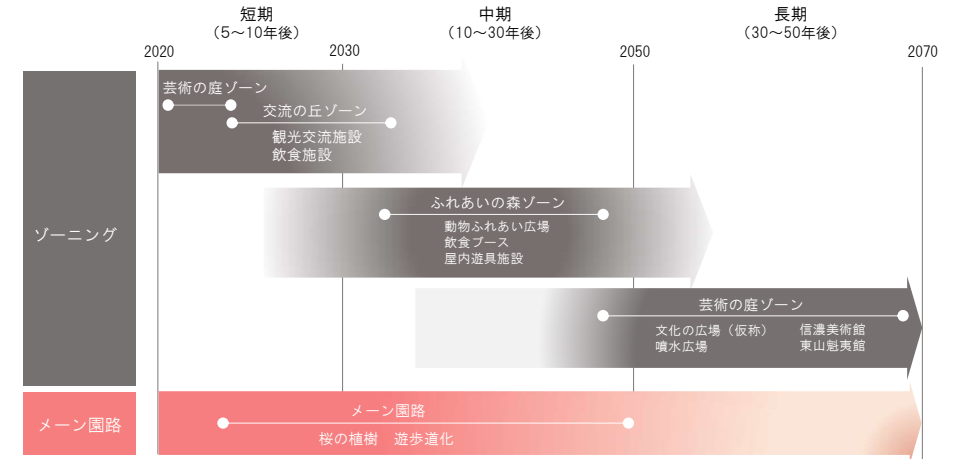 短期
（5〜10年後）
中期
（10〜30年後）
長期
（30〜50年後）
2020
2030
2050
2070
ゾーニング
芸術の庭ゾーン
交流の丘ゾーン
観光交流施設
飲食施設
ふれあいの森ゾーン
動物ふれあい広場
飲食ブース
屋内遊具施設
芸術の庭ゾーン
文化の広場（仮称）
噴水広場
信濃美術館
東山魁夷館
メーン園路
メーン園路
桜の植樹　遊歩道化